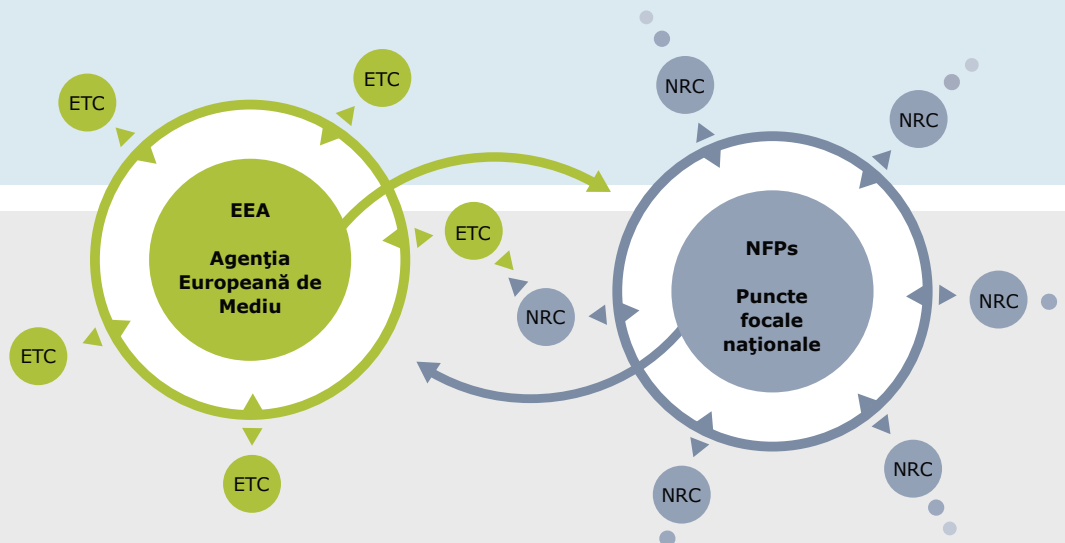 ETC
ETC
NRC
NRC
EEA
Agenţia
Europeană de
Mediu
ETC
NRC
NFPs
Puncte
focale
naţionale
NRC
ETC
ETC
NRC
NRC